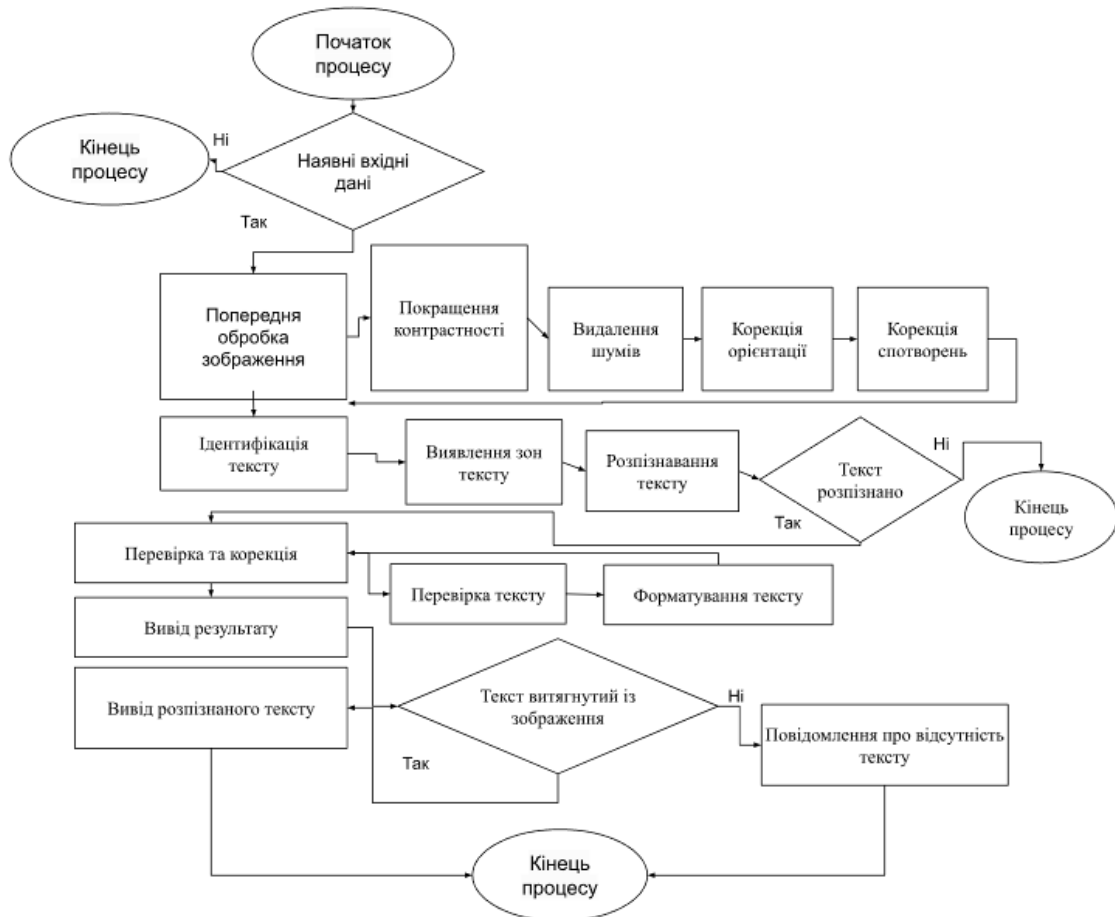 Початок
процесу
Ні
Кінець
процесу
Наявні вхідні
дані
Так
Попередня
обробка
зображення
Покращення
контрастності
Видалення
шумів
Корекція
орієнтації
Корекція
спотворень
Ідентифікація
тексту
Виявлення зон
тексту
Розпізнавання
тексту
Текст
розпізнано
Ні
Так
Кінець
процесу
Перевірка та корекція
Перевірка тексту
Форматування тексту
Вивід результату
Вивід розпізнаного тексту
Текст витягнутий із
зображення
Ні
Так
Повідомлення про відсутність
тексту
Кінець
процесу